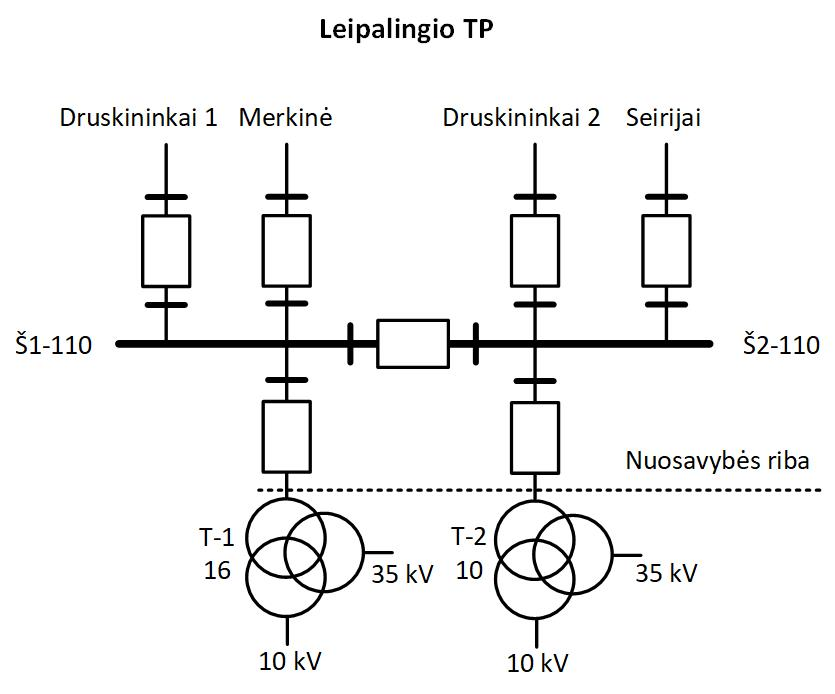 Leipalingio TP
Druskininkai 1
Merkinė
Druskininkai 2
Seirijai
Š1-110
Š2-110
Nuosavybės riba
T-1
16
35 kV
10 kV
T-2
10
35 kV
10 kV